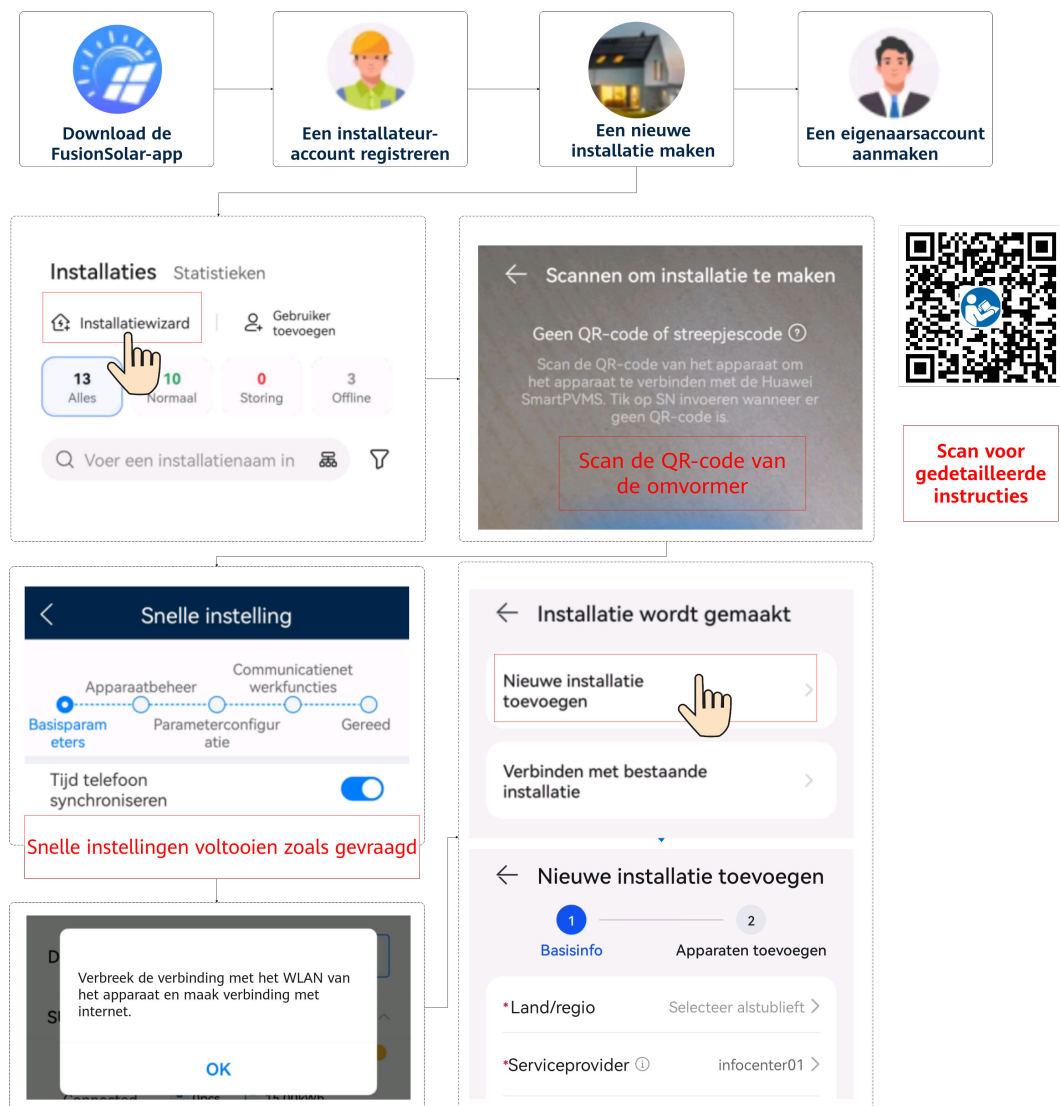 Download de
FusionSolar-app
Een installateur-
account registreren
Een nieuwe
installatie maken
Een eigenaarsaccount
aanmaken
Installaties Statistieken
Installatiewizard
Gebruiker
toevoegen
13
Alles
10
Normaal
0
Storing
3
Offline
Voer een installatienaam in
Scannen om installatie te maken
Geen QR-code of streepjescode ?
Scan de QR-code van het apparaat om
het apparaat te verbinden met de Huawei
SmartPVMS. Tik op SN invoeren wanneer er
geen QR-code is.
Scan de QR-code van
de omvormer
Scan voor
gedetailleerde
instructies
Snelle instelling
Apparaatbeheer
Communicatienet
werkfuncties
Basisparam
eters
Parameterconfigur
atie
Gereed
Tijd telefoon
synchroniseren
Snelle instellingen voltooien zoals gevraagd
Verbreek de verbinding met het WLAN van
het apparaat en maak verbinding met
internet.
OK
Installatie wordt gemaakt
Nieuwe installatie
toevoegen
Verbinden met bestaande
installatie
Nieuwe installatie toevoegen
1
2
Basisinfo
Apparaten toevoegen
*Land/regio
Selecteer alstublieft
*Serviceprovider
infocenter01